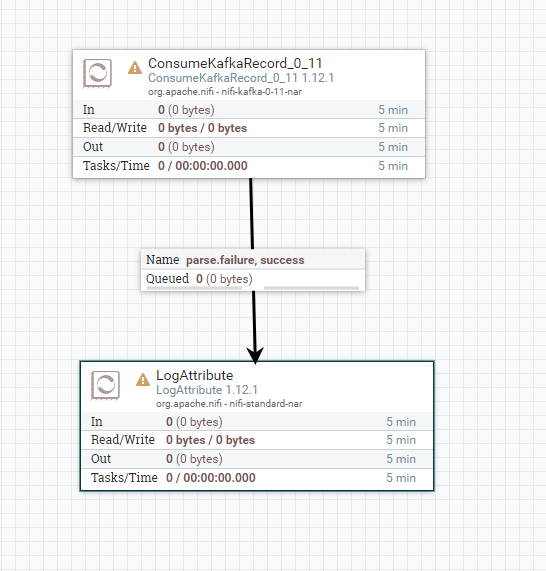 ConsumeKafkaRecord_0_11
ConsumeKafkaRecord_0_11 1.12.1
org.apache.nifi - nifi-kafka-0-11-nar
In 0 (0 bytes) 5 min
Read/Write 0 bytes / 0 bytes 5 min
Out 0 (0 bytes) 5 min
Tasks/Time 0 / 00:00:00.000 5 min
Name parse.failure, success
Queued 0 (0 bytes)
LogAttribute
LogAttribute 1.12.1
org.apache.nifi - nifi-standard-nar
In 0 (0 bytes) 5 min
Read/Write 0 bytes / 0 bytes 5 min
Out 0 (0 bytes) 5 min
Tasks/Time 0 / 00:00:00.000 5 min